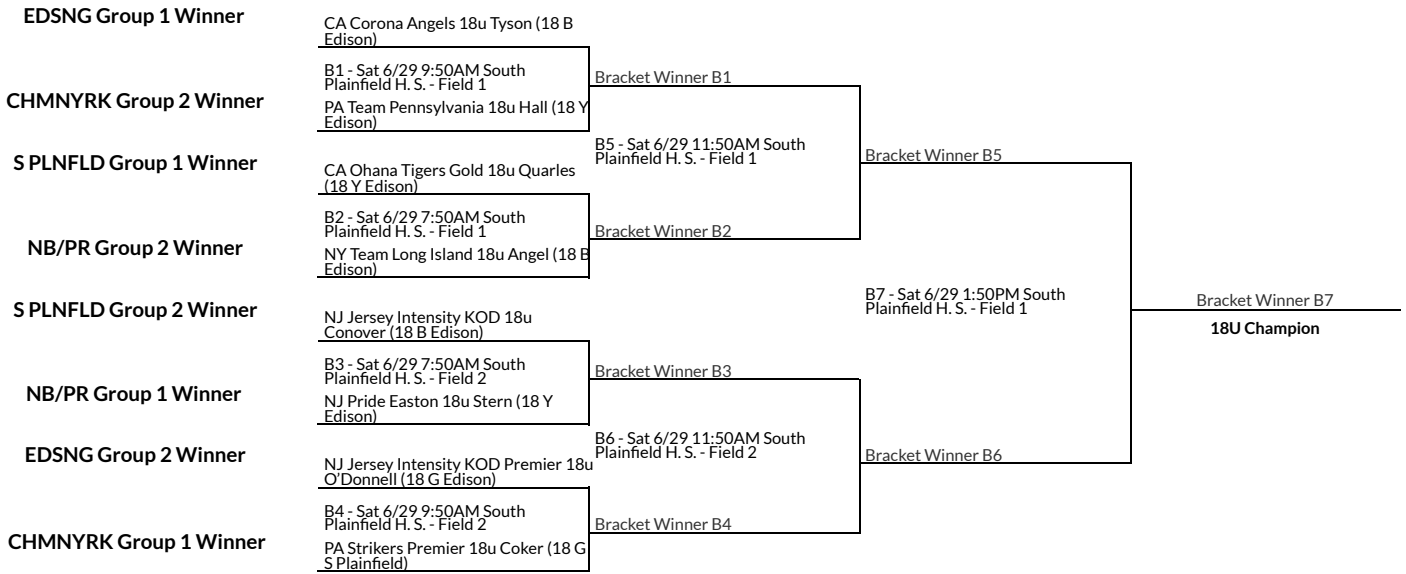 EDSNG Group 1 Winner
CA Corona Angels 18u Tyson (18 B
Edison)
B1 - Sat 6/29 9:50AM South
Plainfield H. S. - Field 1
Bracket Winner B1
CHMNYRK Group 2 Winner
PA Team Pennsylvania 18u Hall (18 Y
Edison)
B5 - Sat 6/29 11:50AM South
Plainfield H. S. - Field 1
Bracket Winner B5
S PLNFLD Group 1 Winner
CA Ohana Tigers Gold 18u Quarles
(18 Y Edison)
B2 - Sat 6/29 7:50AM South
Plainfield H. S. - Field 1
Bracket Winner B2
NB/PR Group 2 Winner
NY Team Long Island 18u Angel (18 B
Edison)
B7 - Sat 6/29 1:50PM South
Plainfield H. S. - Field 1
Bracket Winner B7
18U Champion
S PLNFLD Group 2 Winner
NJ Jersey Intensity KOD 18u
Conover (18 B Edison)
B3 - Sat 6/29 7:50AM South
Plainfield H. S. - Field 2
Bracket Winner B3
NB/PR Group 1 Winner
NJ Pride Easton 18u Stern (18 Y
Edison)
B6 - Sat 6/29 11:50AM South
Plainfield H. S. - Field 2
Bracket Winner B6
EDSNG Group 2 Winner
NJ Jersey Intensity KOD Premier 18u
O'Donnell (18 G Edison)
B4 - Sat 6/29 9:50AM South
Plainfield H. S. - Field 2
Bracket Winner B4
CHMNYRK Group 1 Winner
PA Strikers Premier 18u Coker (18 G
S Plainfield)